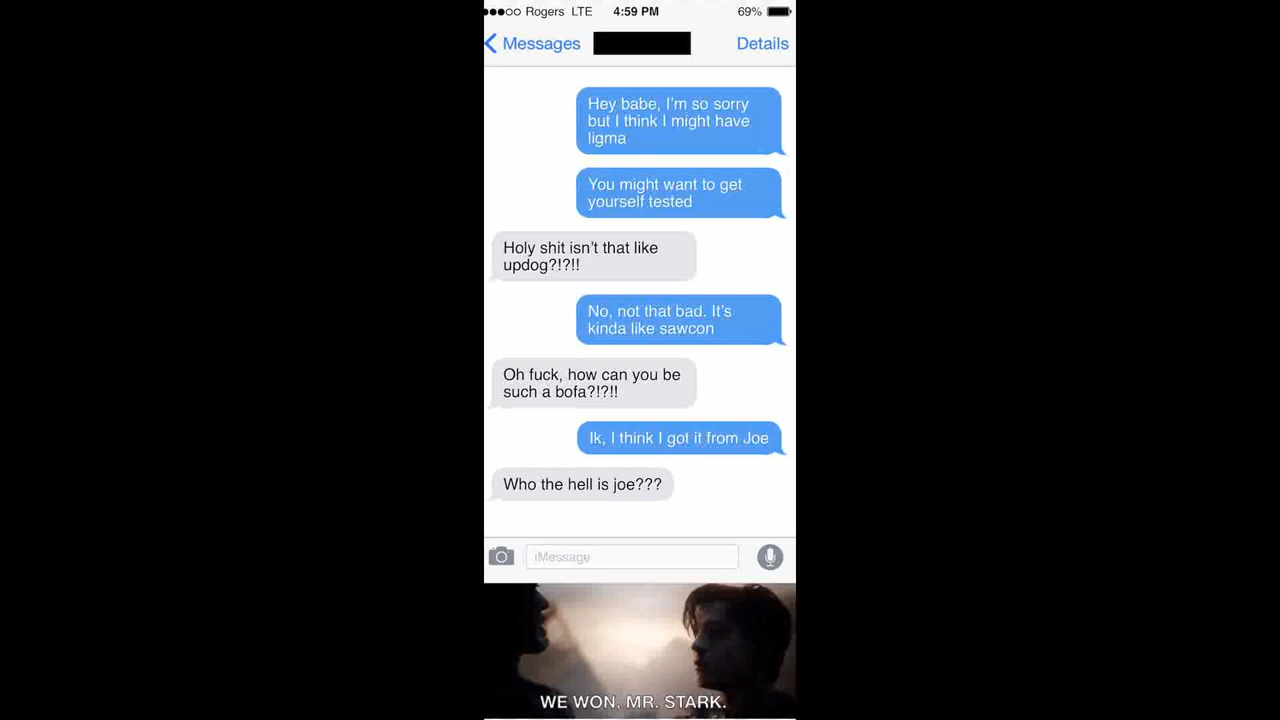 Rogers LTE 4:59 PM 69%
Messages Details
Hey babe, I'm so sorry
but I think I might have
ligma
You might want to get
yourself tested
Holy shit isn't that like
updog?!?!!
No, not that bad. It's
kinda like sawcon
Oh fuck, how can you be
such a bofa?!?!!
Ik, I think I got it from Joe
Who the hell is joe???
iMessage
WE WON, MR. STARK.